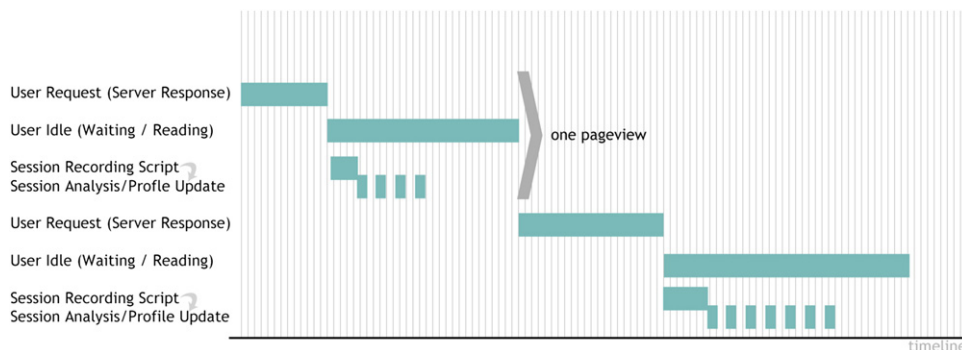 User Request (Server Response)
User Idle (Waiting / Reading)
one pageview
Session Recording Script
Session Analysis/Profle Update
User Request (Server Response)
User Idle (Waiting / Reading)
Session Recording Script
Session Analysis/Profle Update
timeline